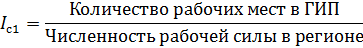 I_c1 = Количество рабочих мест в ГИП / Численность рабочей силы в регионе